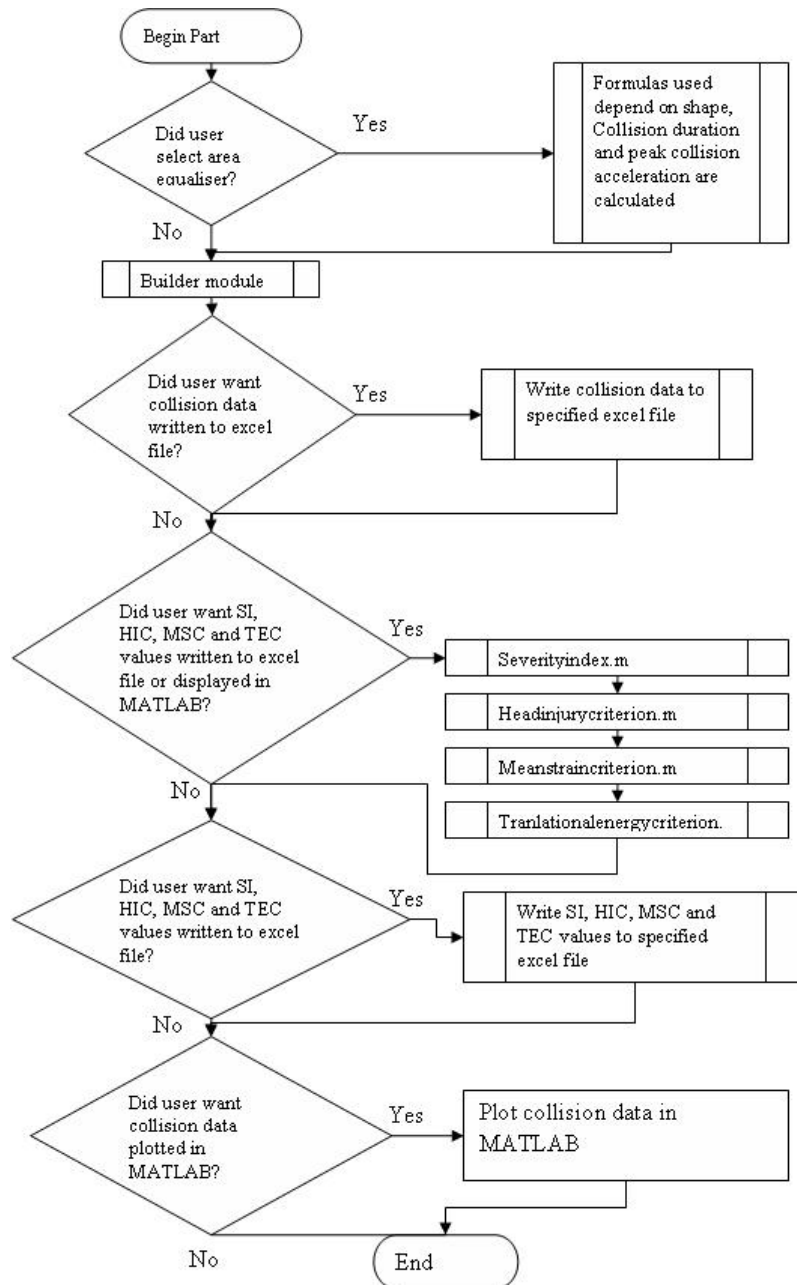 Begin Part
Did user
select area
equaliser?
Yes
Formulas used
depend on shape,
Collision duration
and peak collision
acceleration are
calculated
No
Builder module
Did user want
collision data
written to excel
file?
Yes
Write collision data to
specified excel file
No
Did user want SI,
HIC, MSC and TEC
values written to excel
file or displayed in
MATLAB?
Yes
Severityindex.m
Headinjurycriterion.m
Meanstraincriterion.m
Tranlationalenergycriterion.
No
Did user want SI,
HIC, MSC and TEC
values written to excel
file?
Yes
Write SI, HIC, MSC and
TEC values to specified
excel file
No
Did user want
collision data
plotted in
MATLAB?
Yes
Plot collision data in
MATLAB
No
End